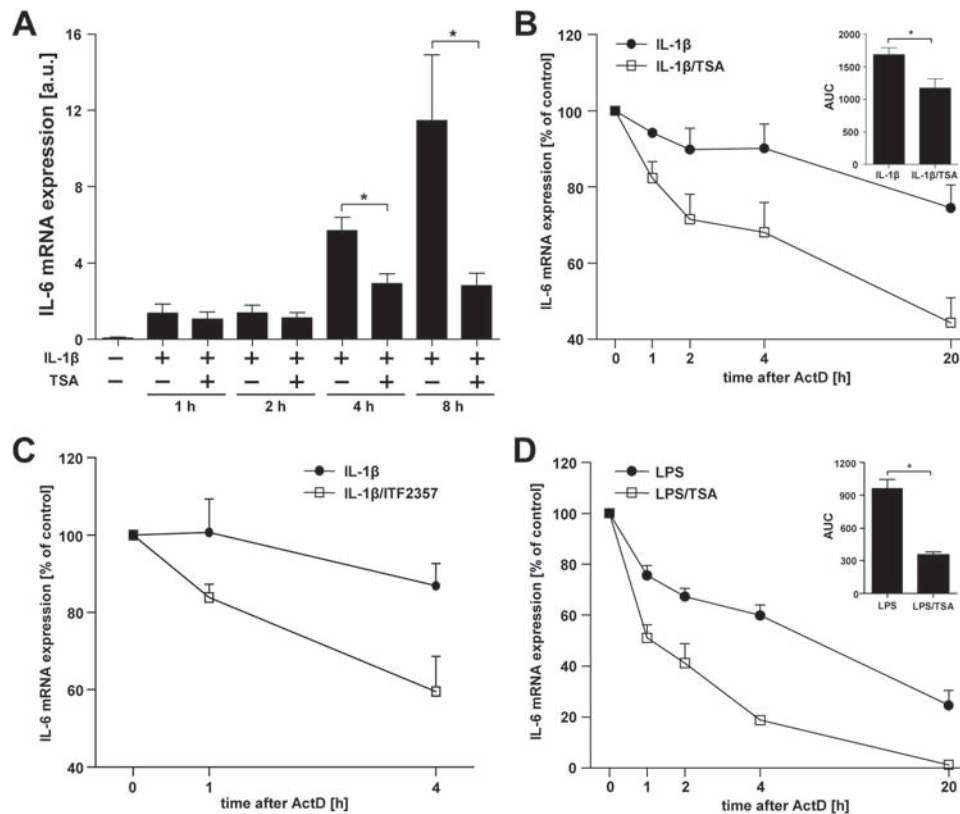 A
IL-6 mRNA expression [a.u.]
16
12
8
4
0
*
*
IL-1β – + + + + + + + +
TSA – – + – + – + – +
1 h 2 h 4 h 8 h
B
IL-6 mRNA expression [% of control]
120
100
80
60
40
IL-1β
IL-1β/TSA
0 1 2 4 20
time after ActD [h]
AUC
2000
1500
1000
500
0
*
IL-1β IL-1β/TSA
C
IL-6 mRNA expression [% of control]
120
100
80
60
40
IL-1β
IL-1β/ITF2357
0 1 4
time after ActD [h]
D
IL-6 mRNA expression [% of control]
120
100
80
60
40
20
0
LPS
LPS/TSA
0 1 2 4 20
time after ActD [h]
AUC
1200
900
600
300
0
*
LPS LPS/TSA